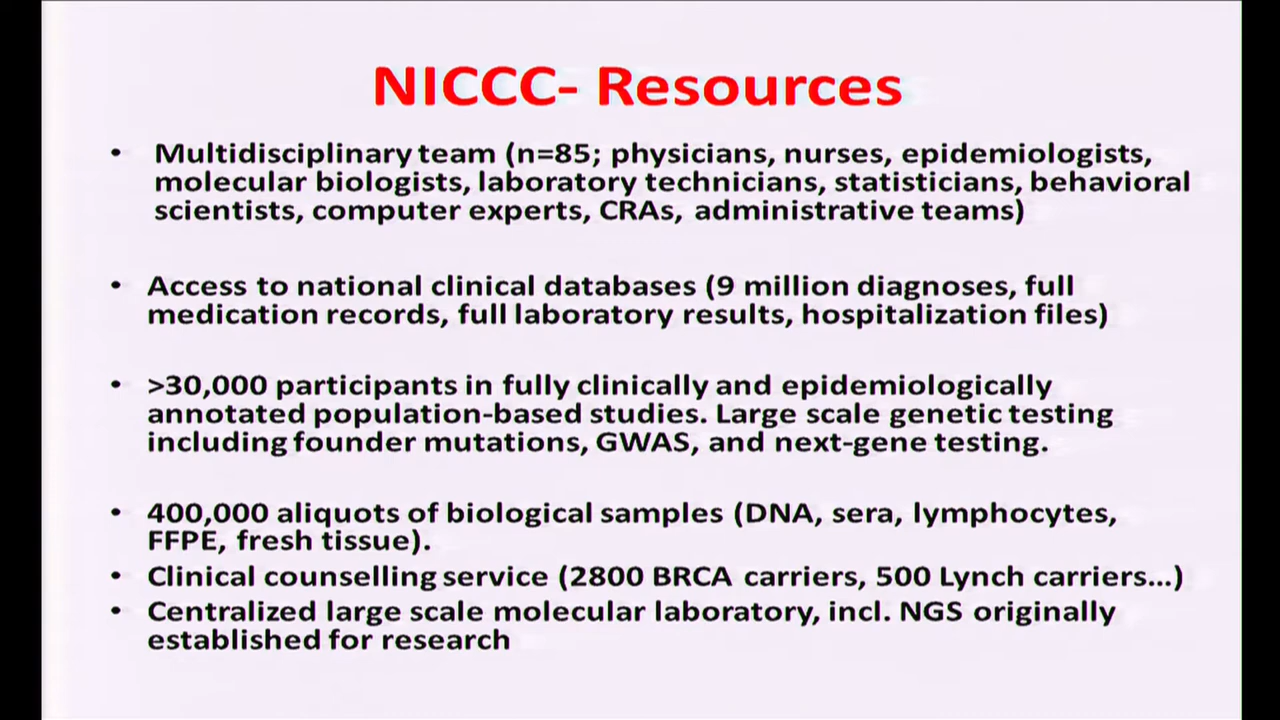 NICCC- Resources
• Multidisciplinary team (n=85; physicians, nurses, epidemiologists,
molecular biologists, laboratory technicians, statisticians, behavioral
scientists, computer experts, CRAs, administrative teams)
• Access to national clinical databases (9 million diagnoses, full
medication records, full laboratory results, hospitalization files)
• >30,000 participants in fully clinically and epidemiologically
annotated population-based studies. Large scale genetic testing
including founder mutations, GWAS, and next-gene testing.
• 400,000 aliquots of biological samples (DNA, sera, lymphocytes,
FFPE, fresh tissue).
• Clinical counselling service (2800 BRCA carriers, 500 Lynch carriers...)
• Centralized large scale molecular laboratory, incl. NGS originally
established for research